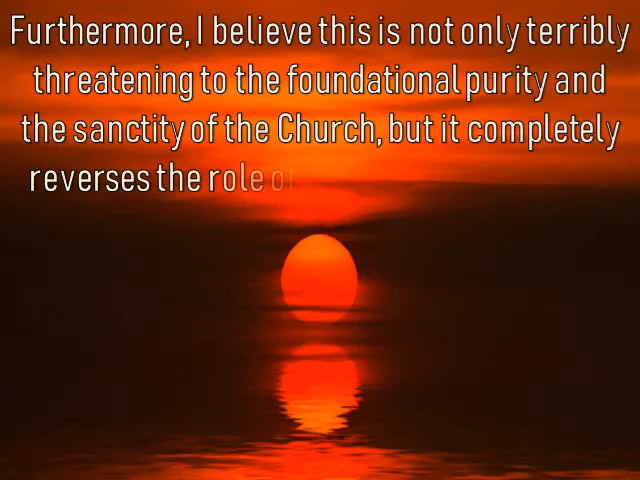 Furthermore, I believe this is not only terribly
threatening to the foundational purity and
the sanctity of the Church, but it completely
reverses the role of